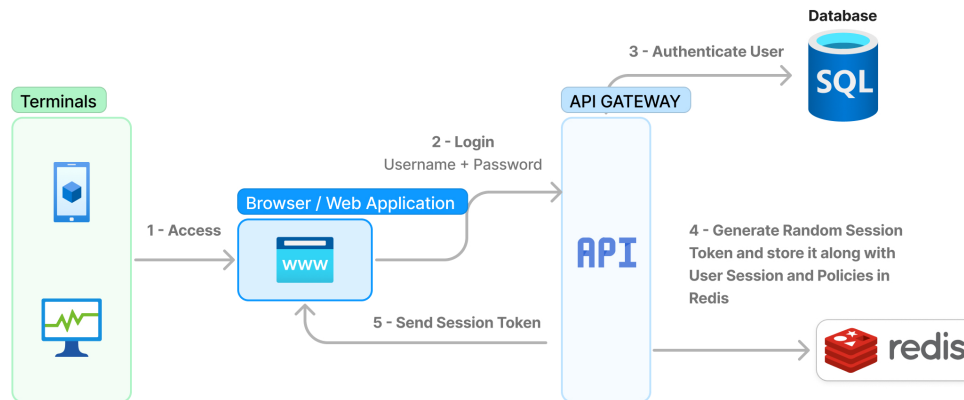 Database
3 - Authenticate User
SQL
Terminals
API GATEWAY
2 - Login
Username + Password
Browser / Web Application
1 - Access
www
API
4 - Generate Random Session
Token and store it along with
User Session and Policies in
Redis
5 - Send Session Token
redis